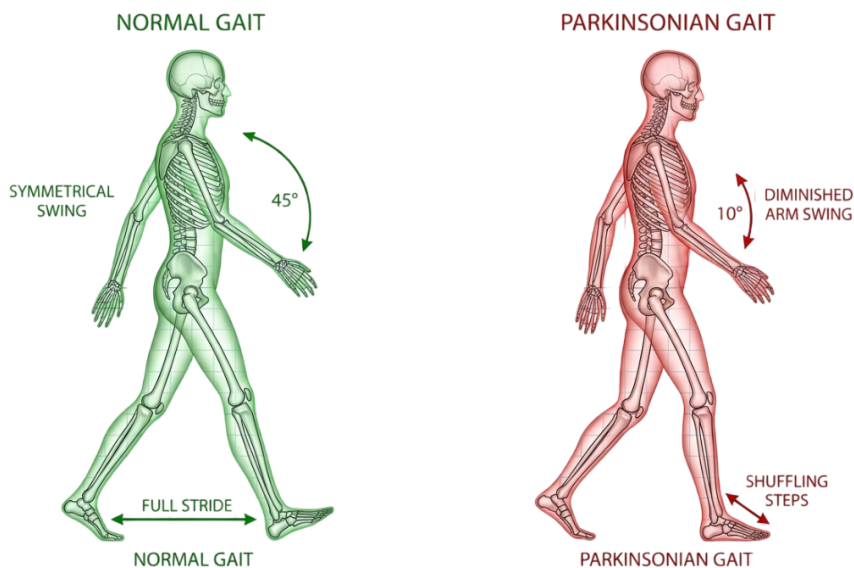 NORMAL GAIT
SYMMETRICAL
SWING
45°
FULL STRIDE
NORMAL GAIT
PARKINSONIAN GAIT
10°
DIMINISHED
ARM SWING
SHUFFLING
STEPS
PARKINSONIAN GAIT